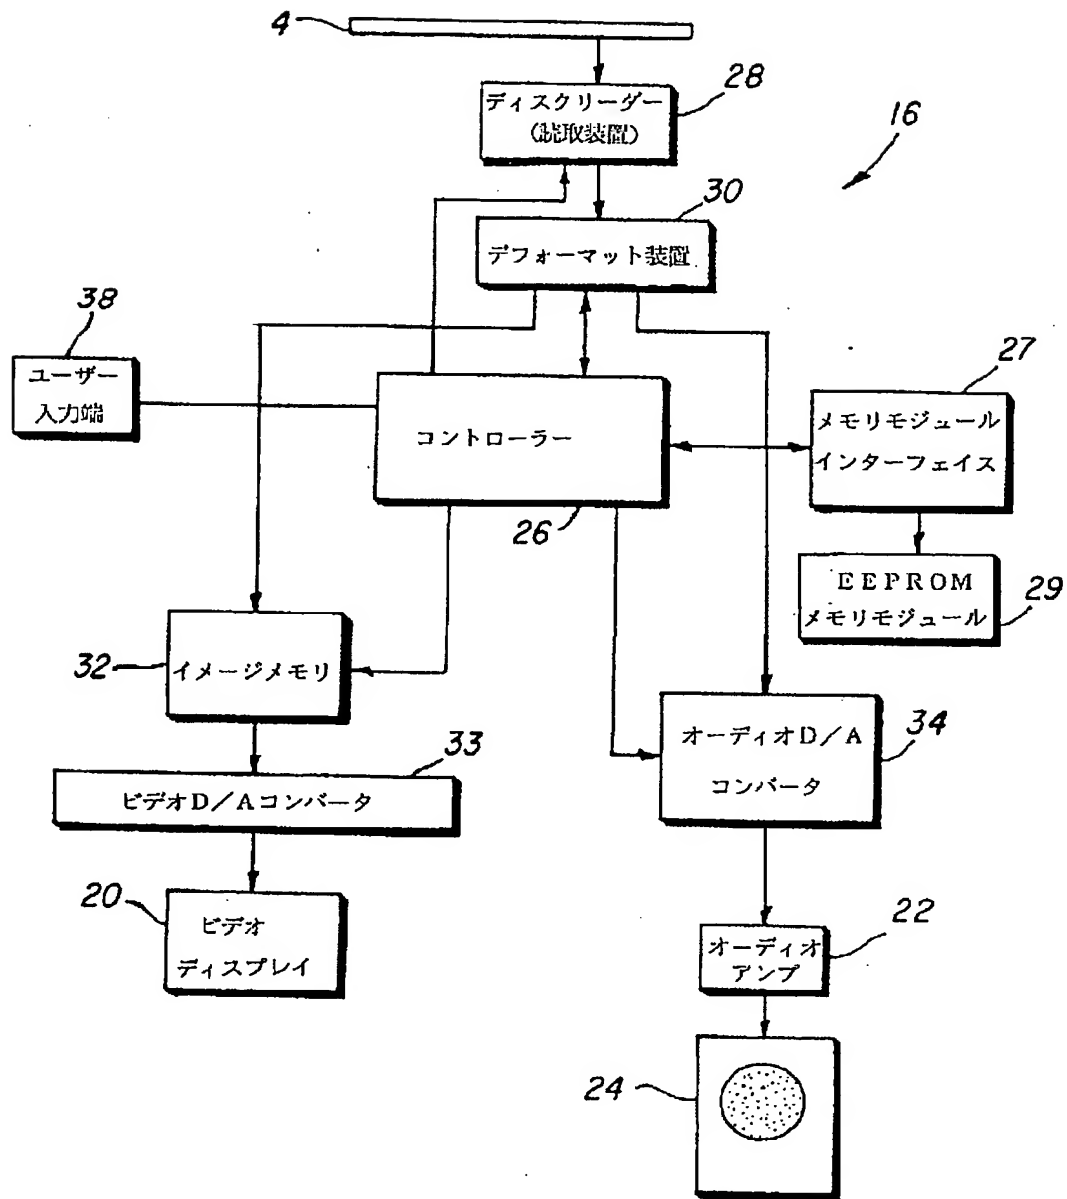 4
28
ディスクリーダー
(読取装置)
16
30
デフォーマット装置
38
ユーザー
入力端
27
メモリモジュール
インターフェイス
コントローラー
26
EEPROM
メモリモジュール
29
32
イメージメモリ
33
ビデオD/Aコンバータ
オーディオD/A
コンバータ
34
20
ビデオ
ディスプレイ
22
オーディオ
アンプ
24